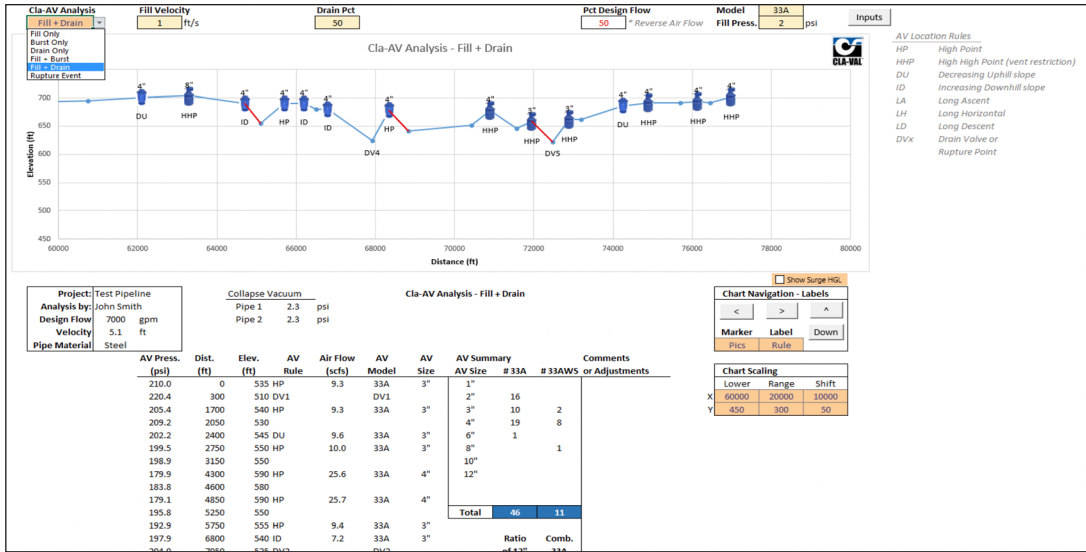 Cla-AV Analysis Fill Velocity Drain Pct Pct Design Flow Model 33A
Fill + Drain 1 ft/s 50 50 * Reverse Air Flow Fill Press. 2 psi Inputs
Fill Only
Burst Only
Drain Only
Fill + Burst
Fill + Drain
Rupture Event
Cla-AV Analysis - Fill + Drain
CLA-VAL
AV Location Rules
HP High Point
HHP High High Point (vent restriction)
DU Decreasing Uphill slope
ID Increasing Downhill slope
LA Long Ascent
LH Long Horizontal
LD Long Descent
DVx Drain Valve or
Rupture Point
Elevation (ft)
700
650
600
550
500
450
4" 8" 4" 4" 4" 4" 4" 4" 3" 3" 4" 4" 4" 4"
DU HHP ID HP ID ID DV4 HP HHP HHP DV5 HHP DU HHP HHP HHP
60000 62000 64000 66000 68000 70000 72000 74000 76000 78000 80000
Distance (ft)
Show Surge HGL
Project: Test Pipeline
Analysis by: John Smith
Design Flow 7000 gpm
Velocity 5.1 ft
Pipe Material Steel
Collapse Vacuum
Pipe 1 2.3 psi
Pipe 2 2.3 psi
Cla-AV Analysis - Fill + Drain
Chart Navigation - Labels
< > ^
Marker Label Down
Pics Rule
Chart Scaling
Lower Range Shift
X 60000 20000 10000
Y 450 300 50
AV Press. Dist. Elev. AV Air Flow AV AV
(psi) (ft) (ft) Rule (scfs) Model Size
210.0 0 535 HP 9.3 33A 3"
220.4 300 510 DV1 DV1
205.4 1700 540 HP 9.3 33A 3"
209.2 2050 530
202.2 2400 545 DU 9.6 33A 3"
199.5 2750 550 HP 10.0 33A 3"
198.9 3150 550
179.9 4300 590 HP 25.6 33A 4"
183.8 4600 580
179.1 4850 590 HP 25.7 33A 4"
195.8 5250 550
192.9 5750 555 HP 9.4 33A 3"
197.9 6800 540 ID 7.2 33A 3"
204.0 7050 525 DV2 DV2
AV Summary
AV Size # 33A # 33AWS
1"
2" 16
3" 10 2
4" 19 8
6" 1
8" 1
10"
12"
Total 46 11
Ratio Comb.
of 12" 33A
Comments
or Adjustments